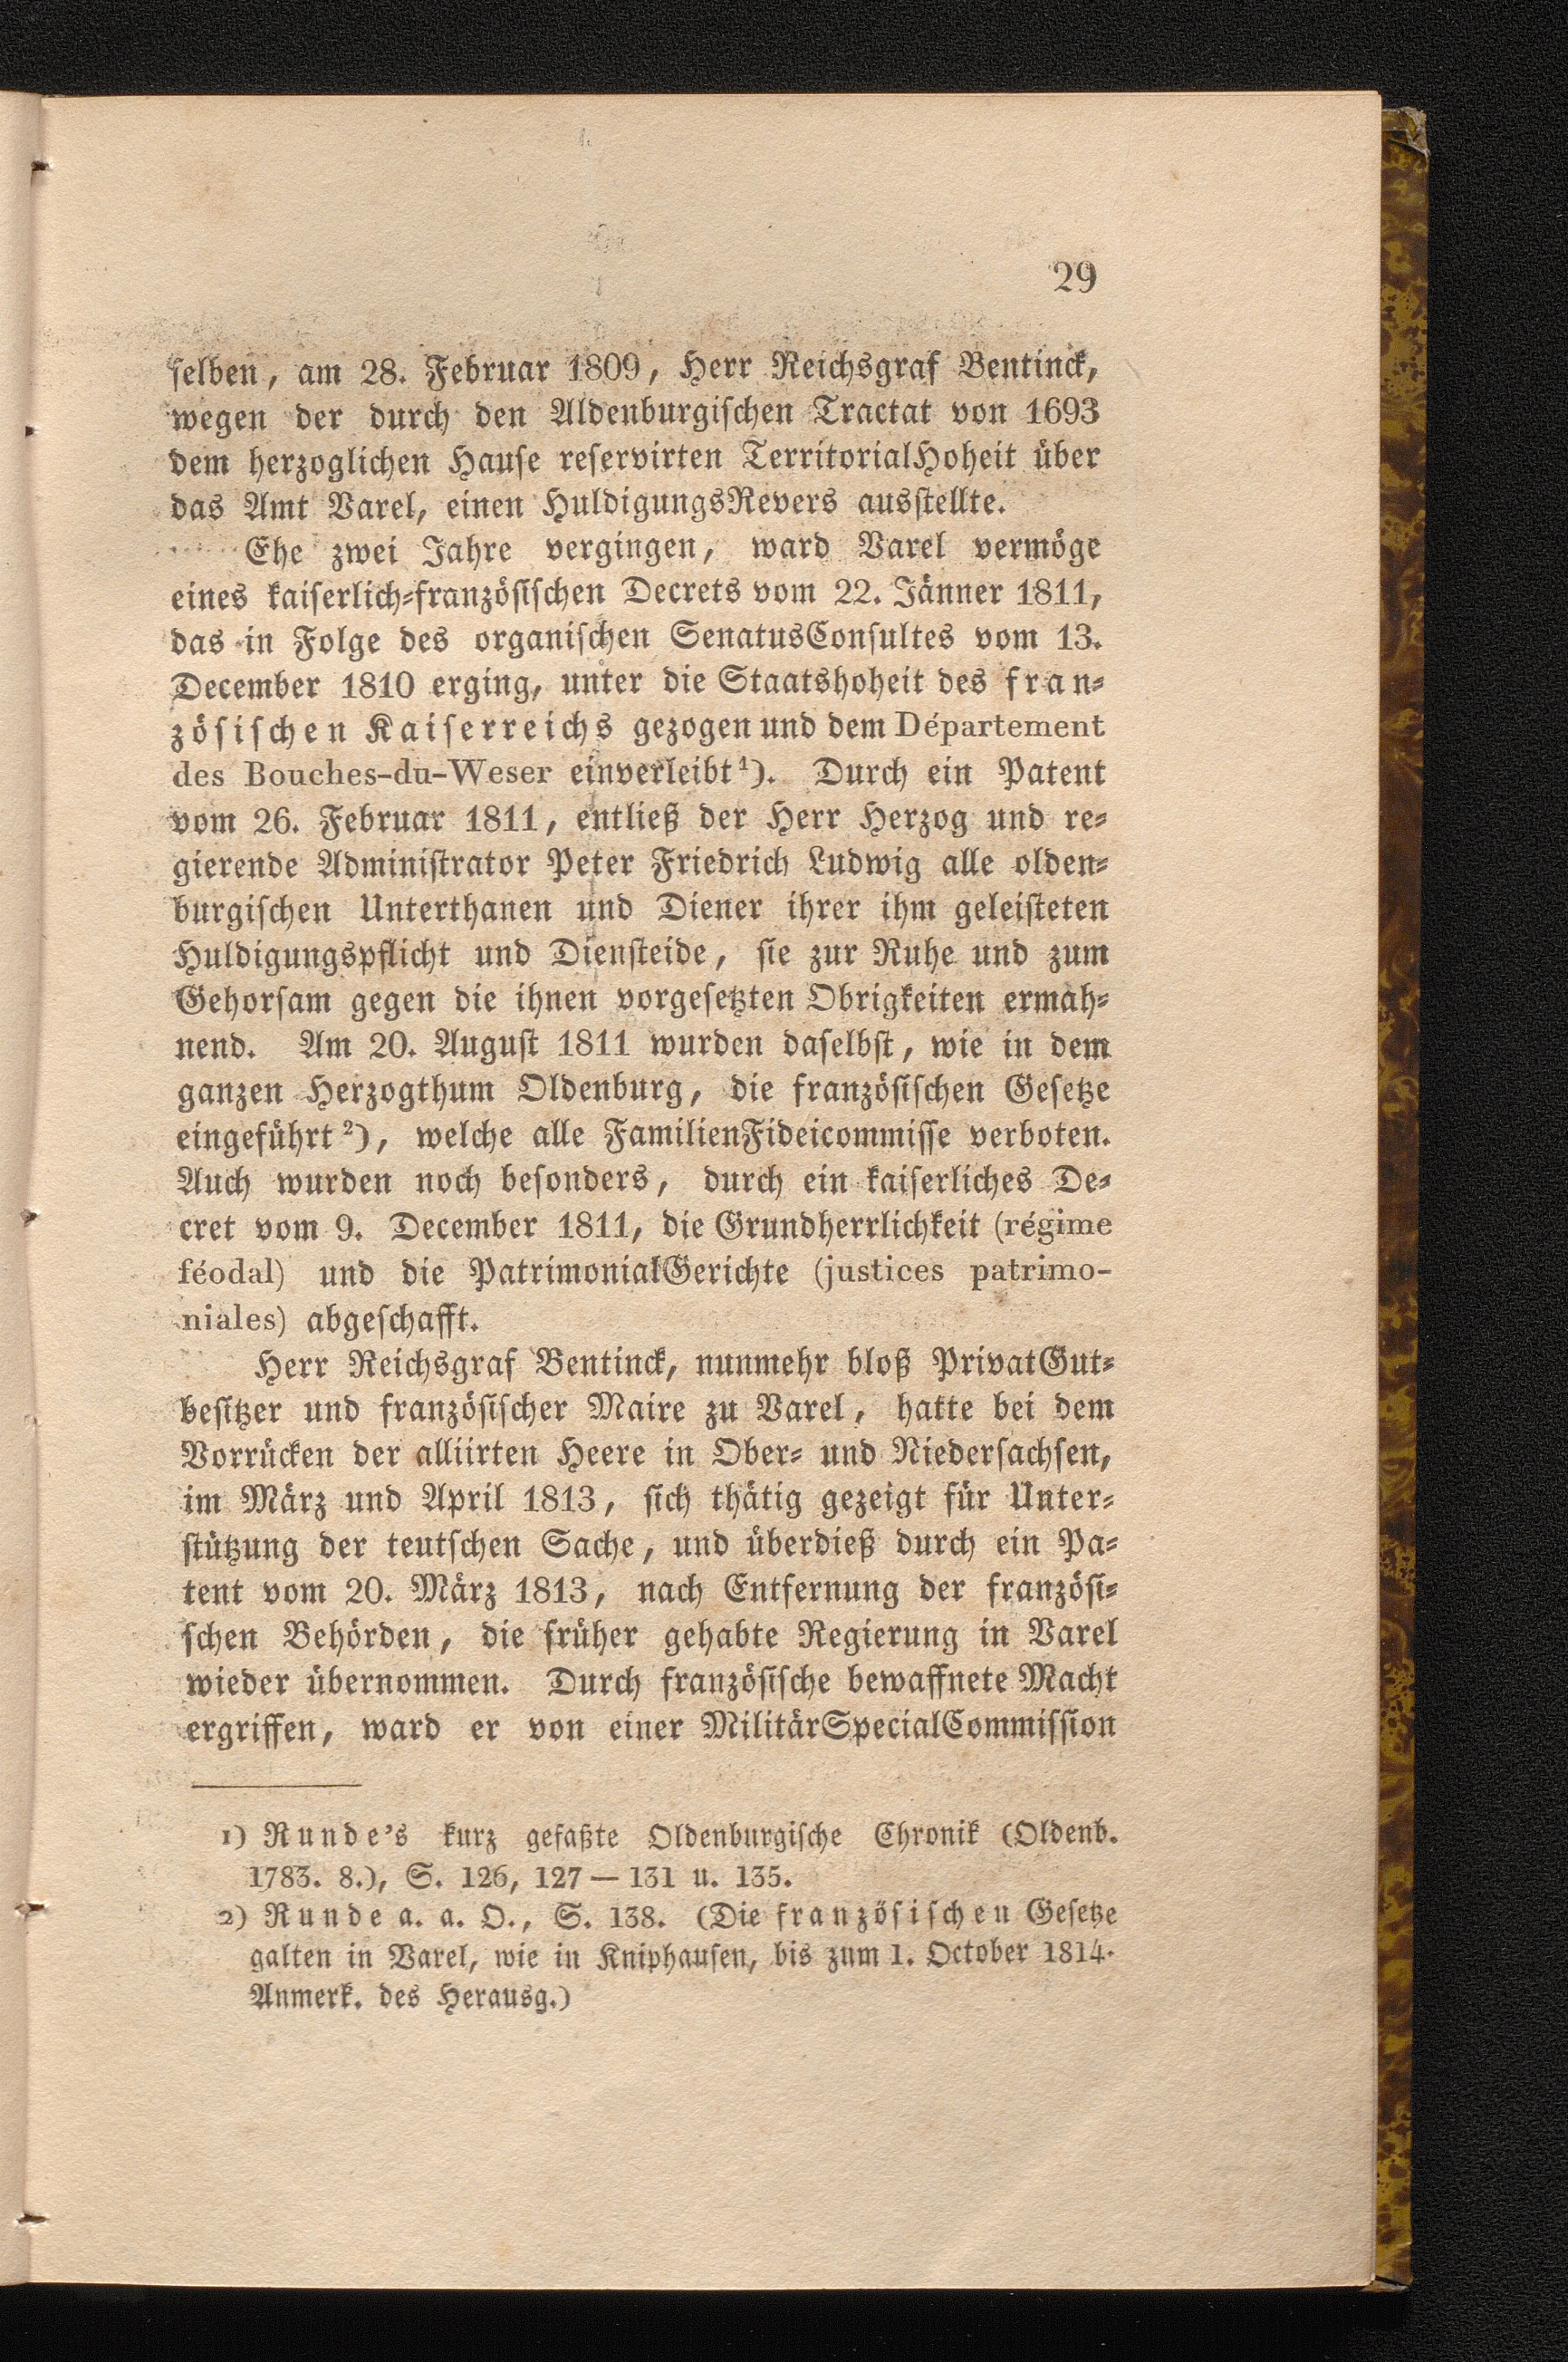 29
selben, am 28. Februar 1809, Herr Reichsgraf Bentinck,
wegen der durch den Aldenburgischen Tractat von 1693
dem herzoglichen Hause reservirten TerritorialHoheit über
das Amt Varel, einen HuldigungsRevers ausstellte.
Ehe zwei Jahre vergingen, ward Varel vermöge
eines kaiserlich-französischen Decrets vom 22. Jänner 1811,
das in Folge des organischen SenatusConsultes vom 13.
December 1810 erging, unter die Staatshoheit des fran-
zösischen Kaiserreichs gezogen und dem Département
des Bouches-du-Weser einverleibt¹). Durch ein Patent
vom 26. Februar 1811, entließ der Herr Herzog und re-
gierende Administrator Peter Friedrich Ludwig alle olden-
burgischen Unterthanen und Diener ihrer ihm geleisteten
Huldigungspflicht und Diensteide, sie zur Ruhe und zum
Gehorsam gegen die ihnen vorgesetzten Obrigkeiten ermah-
nend. Am 20. August 1811 wurden daselbst, wie in dem
ganzen Herzogthum Oldenburg, die französischen Gesetze
eingeführt²), welche alle FamilienFideicommisse verboten.
Auch wurden noch besonders, durch ein kaiserliches De-
cret vom 9. December 1811, die Grundherrlichkeit (régime
féodal) und die PatrimonialGerichte (justices patrimo-
niales) abgeschafft.
Herr Reichsgraf Bentinck, nunmehr bloß PrivatGut-
besitzer und französischer Maire zu Varel, hatte bei dem
Vorrücken der alliirten Heere in Ober- und Niedersachsen,
im März und April 1813, sich thätig gezeigt für Unter-
stützung der teutschen Sache, und überdieß durch ein Pa-
tent vom 20. März 1813, nach Entfernung der französi-
schen Behörden, die früher gehabte Regierung in Varel
wieder übernommen. Durch französische bewaffnete Macht
ergriffen, ward er von einer MilitärSpecialCommission
1) Runde's kurz gefaßte Oldenburgische Chronik (Oldenb.
1783. 8.), S. 126, 127 — 131 u. 135.
2) Runde a. a. O., S. 138. (Die französischen Gesetze
galten in Varel, wie in Kniphausen, bis zum 1. October 1814.
Anmerk. des Herausg.)